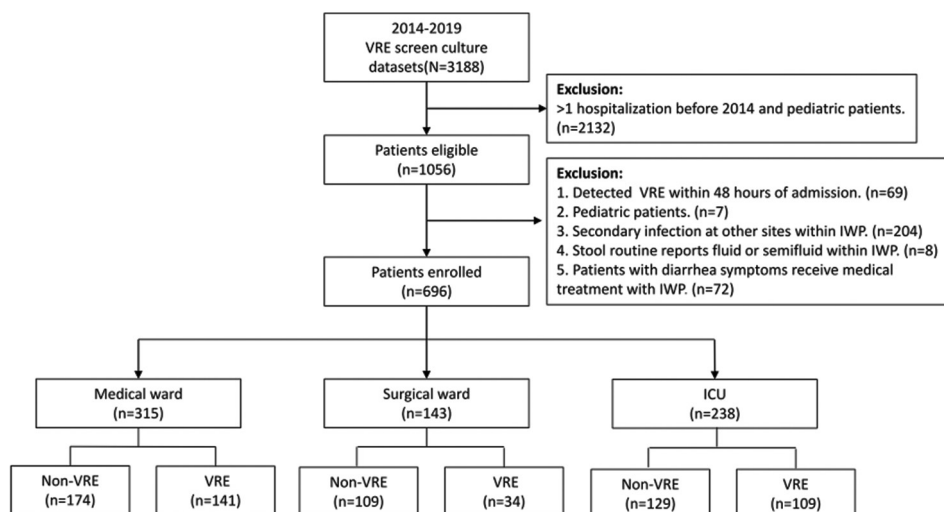 2014-2019
VRE screen culture
datasets(N=3188)
Exclusion:
>1 hospitalization before 2014 and pediatric patients.
(n=2132)
Patients eligible
(n=1056)
Exclusion:
1. Detected VRE within 48 hours of admission. (n=69)
2. Pediatric patients. (n=7)
3. Secondary infection at other sites within IWP. (n=204)
4. Stool routine reports fluid or semifluid within IWP. (n=8)
5. Patients with diarrhea symptoms receive medical
treatment with IWP. (n=72)
Patients enrolled
(n=696)
Medical ward
(n=315)
Surgical ward
(n=143)
ICU
(n=238)
Non-VRE
(n=174)
VRE
(n=141)
Non-VRE
(n=109)
VRE
(n=34)
Non-VRE
(n=129)
VRE
(n=109)